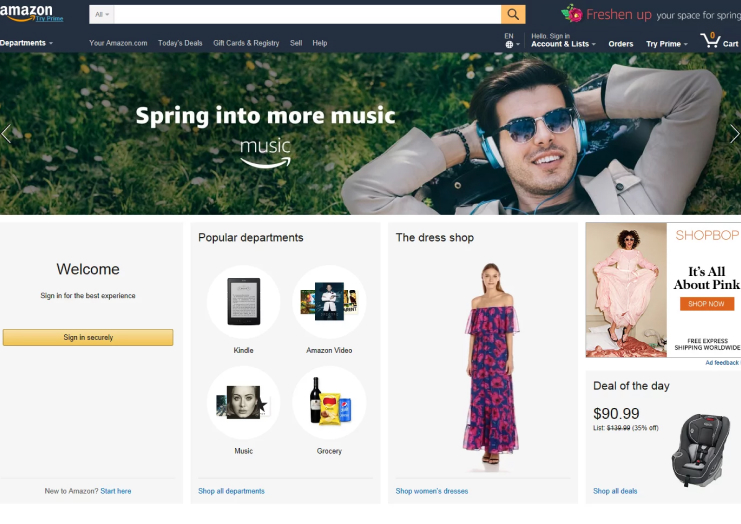 amazon
Try Prime
All
Freshen up your space for spring
Departments
Your Amazon.com Today's Deals Gift Cards & Registry Sell Help
EN
Hello. Sign in
Account & Lists
Orders
Try Prime
0
Cart
Spring into more music
music
Welcome
Sign in for the best experience
Sign in securely
New to Amazon? Start here
Popular departments
Kindle
Amazon Video
Music
Grocery
Shop all departments
The dress shop
Shop women's dresses
SHOPBOP
It's All
About Pink
SHOP NOW
FREE EXPRESS
SHIPPING WORLDWIDE
Ad feedback
Deal of the day
$90.99
List: $139.99 (35% off)
Shop all deals